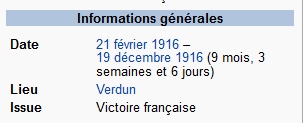 Informations générales
Date 21 février 1916 –
19 décembre 1916 (9 mois, 3
semaines et 6 jours)
Lieu Verdun
Issue Victoire française